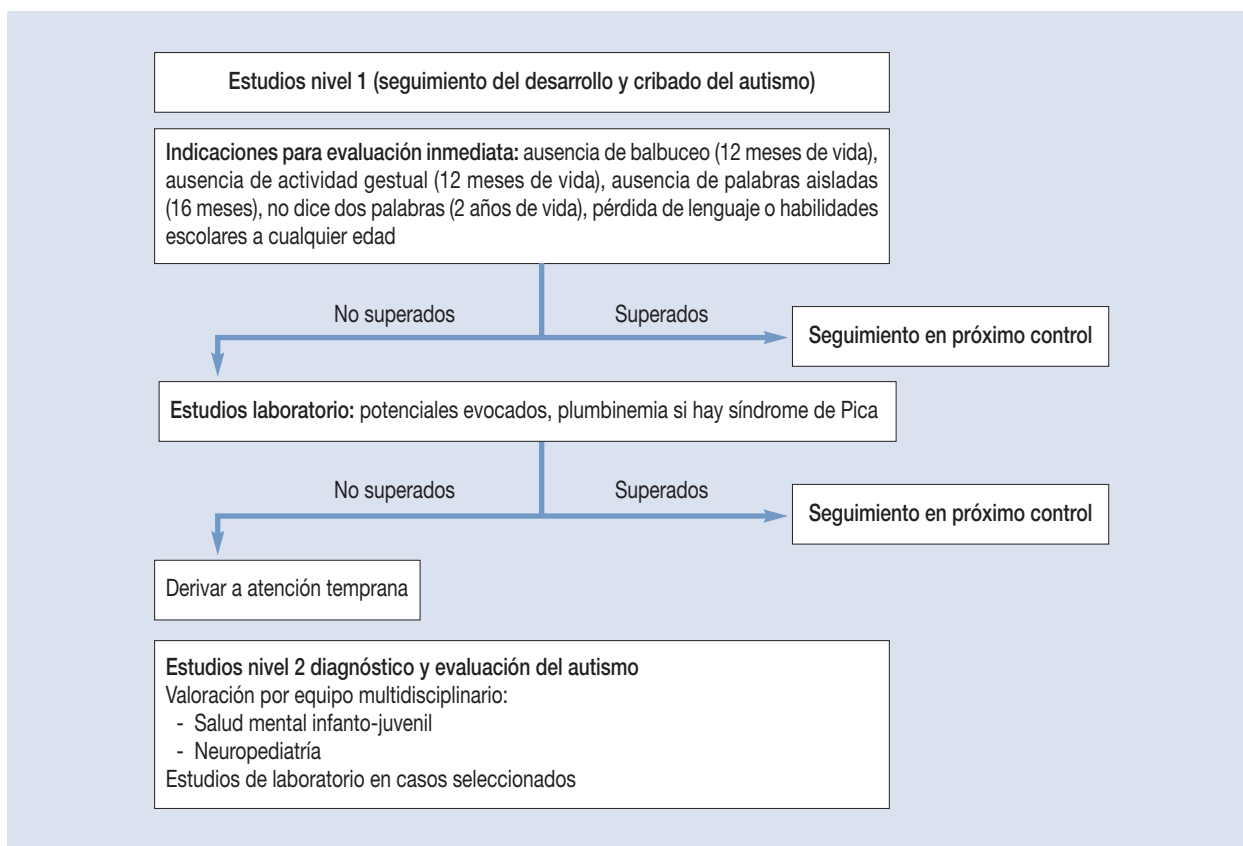 Estudios nivel 1 (seguimiento del desarrollo y cribado del autismo)
Indicaciones para evaluación inmediata: ausencia de balbuceo (12 meses de vida),
ausencia de actividad gestual (12 meses de vida), ausencia de palabras aisladas
(16 meses), no dice dos palabras (2 años de vida), pérdida de lenguaje o habilidades
escolares a cualquier edad
No superados
Superados
Seguimiento en próximo control
Estudios laboratorio: potenciales evocados, plumbinemia si hay síndrome de Pica
No superados
Superados
Seguimiento en próximo control
Derivar a atención temprana
Estudios nivel 2 diagnóstico y evaluación del autismo
Valoración por equipo multidisciplinario:
- Salud mental infanto-juvenil
- Neuropediatría
Estudios de laboratorio en casos seleccionados